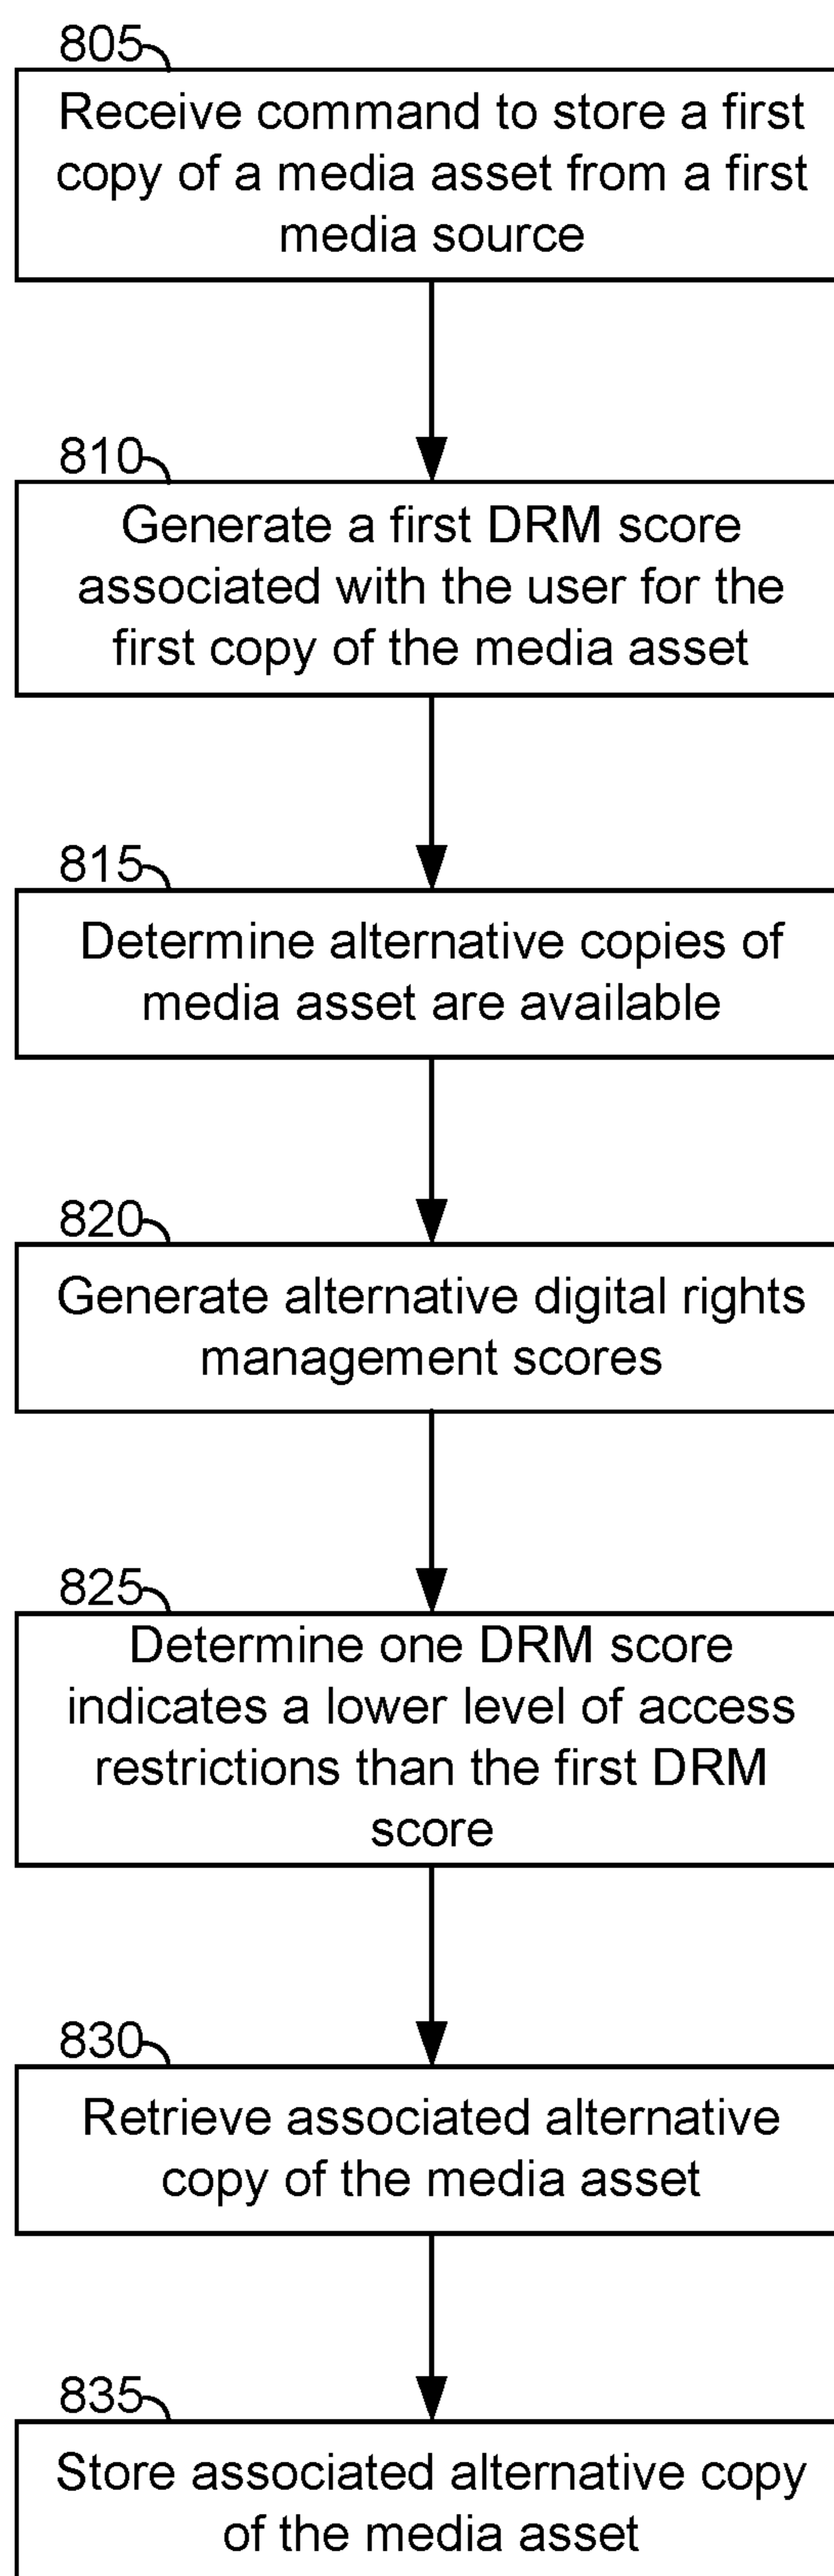 805
Receive command to store a first
copy of a media asset from a first
media source
810
Generate a first DRM score
associated with the user for the
first copy of the media asset
815
Determine alternative copies of
media asset are available
820
Generate alternative digital rights
management scores
825
Determine one DRM score
indicates a lower level of access
restrictions than the first DRM
score
830
Retrieve associated alternative
copy of the media asset
835
Store associated alternative copy
of the media asset